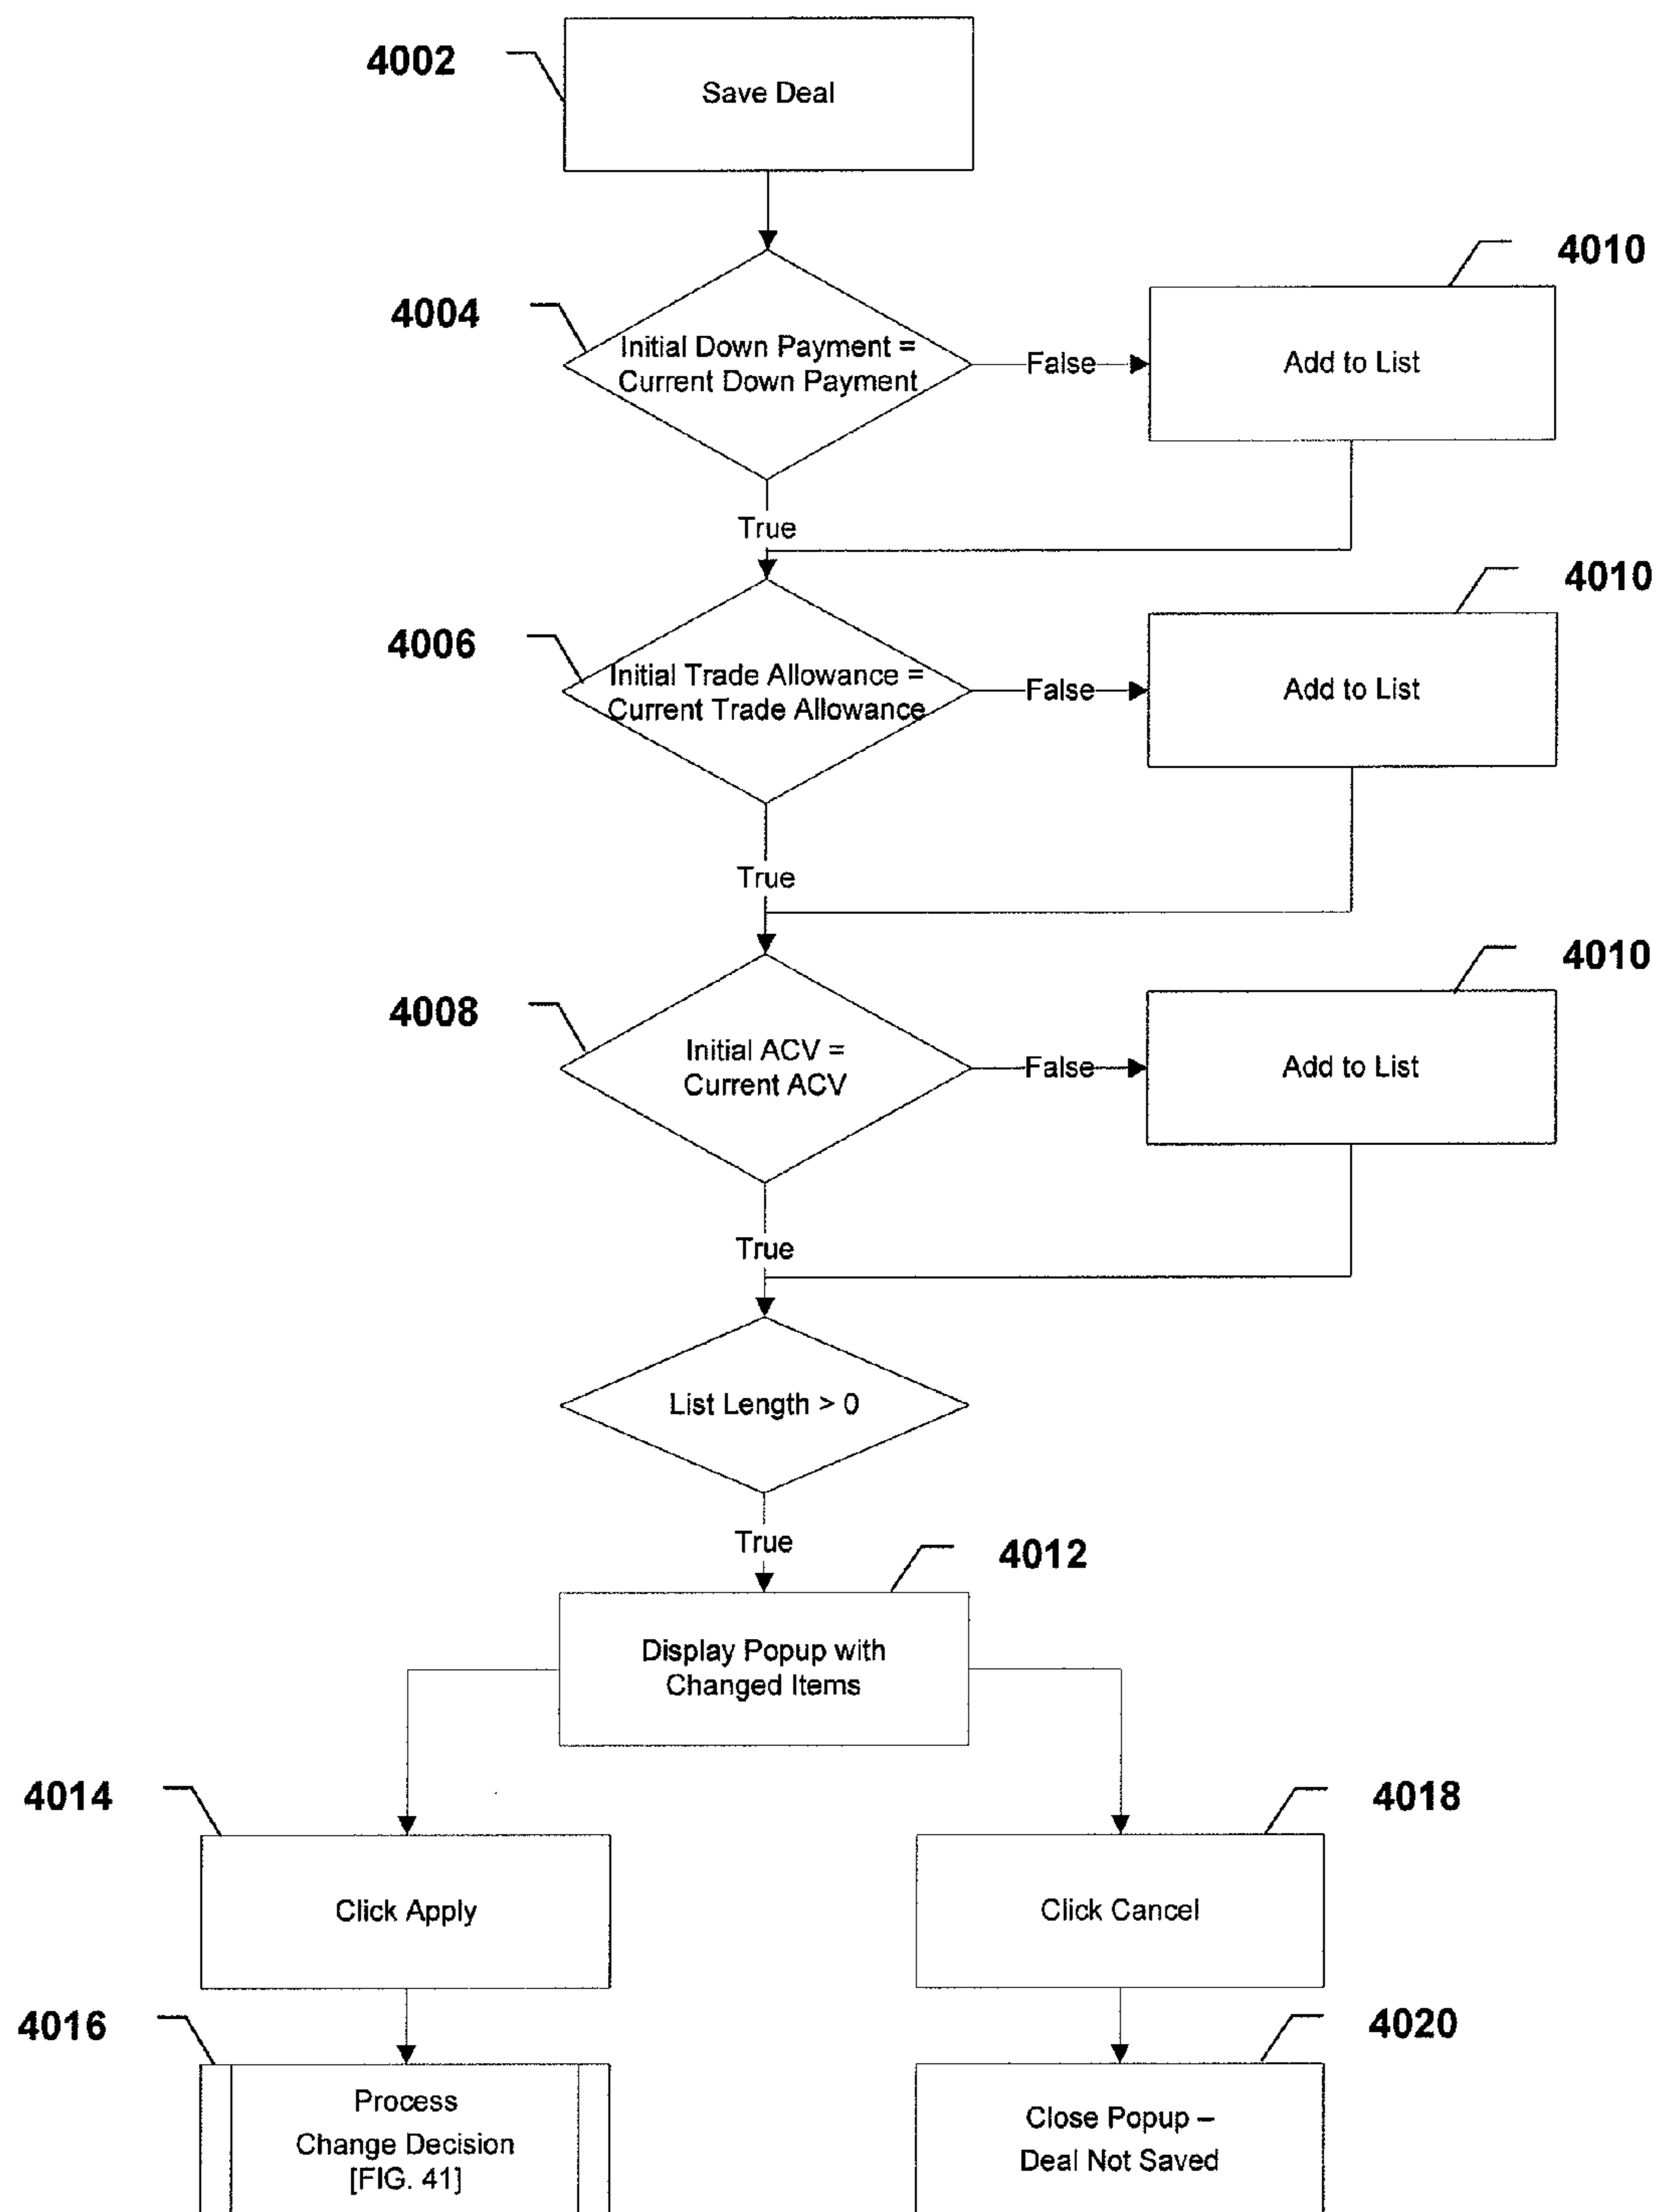 4002
Save Deal
4010
4004
Initial Down Payment =
Current Down Payment
False
Add to List
True
4010
4006
Initial Trade Allowance =
Current Trade Allowance
False
Add to List
True
4010
4008
Initial ACV =
Current ACV
False
Add to List
True
List Length > 0
True
4012
Display Popup with
Changed Items
4014
4018
Click Apply
Click Cancel
4016
4020
Process
Change Decision
[FIG. 41]
Close Popup –
Deal Not Saved